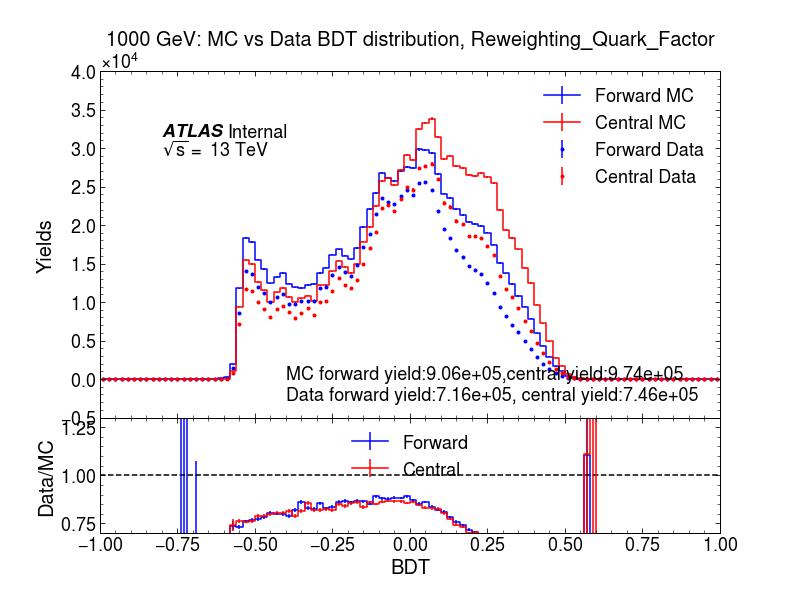 1000 GeV: MC vs Data BDT distribution, Reweighting_Quark_Factor
×10⁴
4.0
3.5
3.0
2.5
2.0
1.5
1.0
0.5
0.0
0.5
Yields
ATLAS Internal
√s = 13 TeV
Forward MC
Central MC
Forward Data
Central Data
MC forward yield:9.06e+05,central yield:9.74e+05
Data forward yield:7.16e+05, central yield:7.46e+05
1.25
1.00
0.75
Data/MC
Forward
Central
−1.00 −0.75 −0.50 −0.25 0.00 0.25 0.50 0.75 1.00
BDT